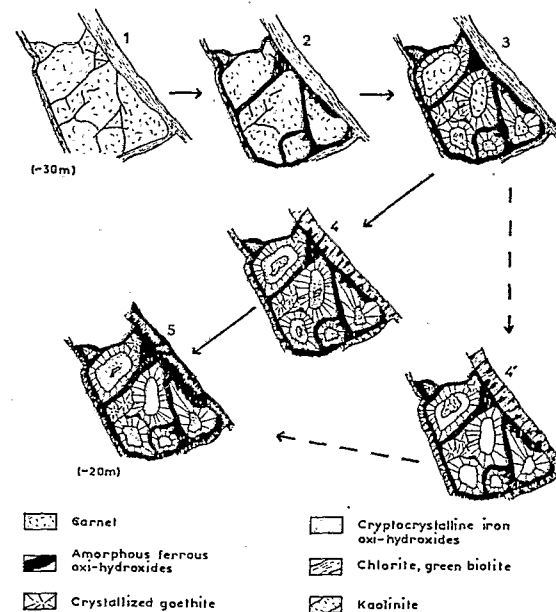 1
2
3
(~30m)
4
5
4'
(~20m)
Garnet
Amorphous ferrous
oxi-hydroxides
Crystallized goethite
Cryptocrystalline iron
oxi-hydroxides
Chlorite, green biotite
Kaolinite